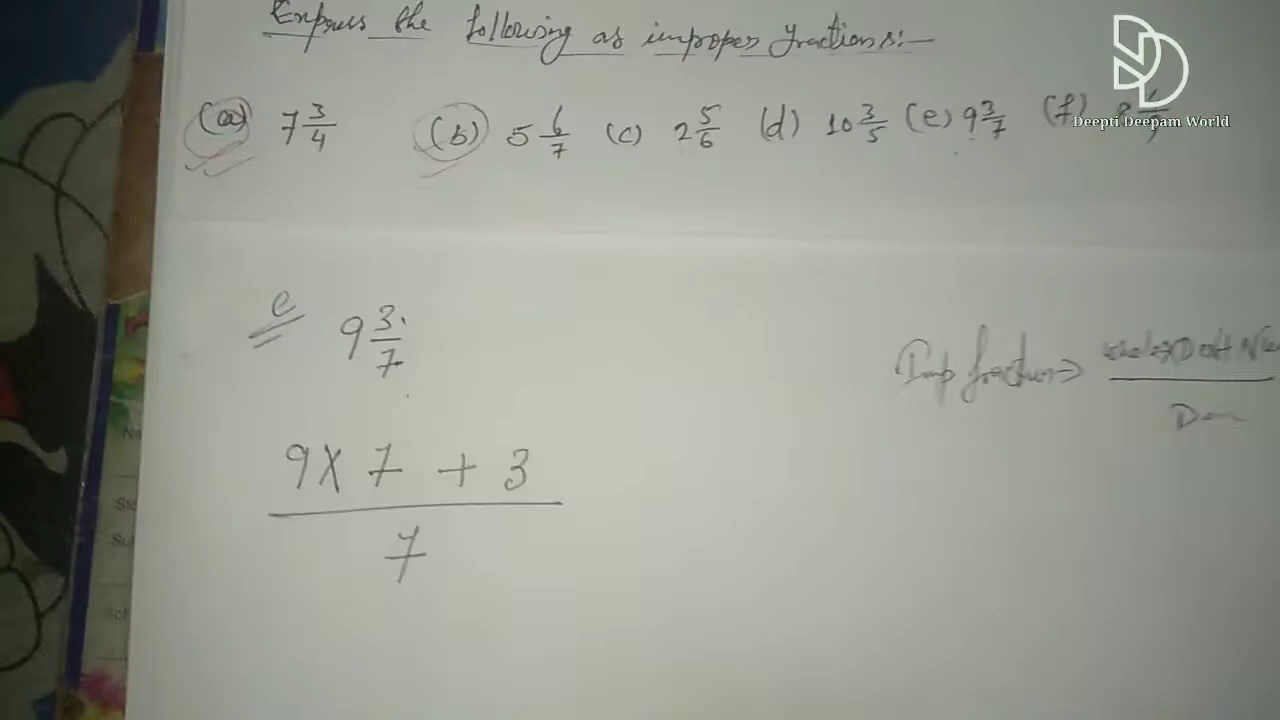 Express the following as improper fractions:-
(a) 7 3/4 (b) 5 6/7 (c) 2 5/6 (d) 10 3/5 (e) 9 3/7 (f)
Deepti Deepam World
e 9 3/7
Imp fraction ⇒
9 X 7 + 3
7